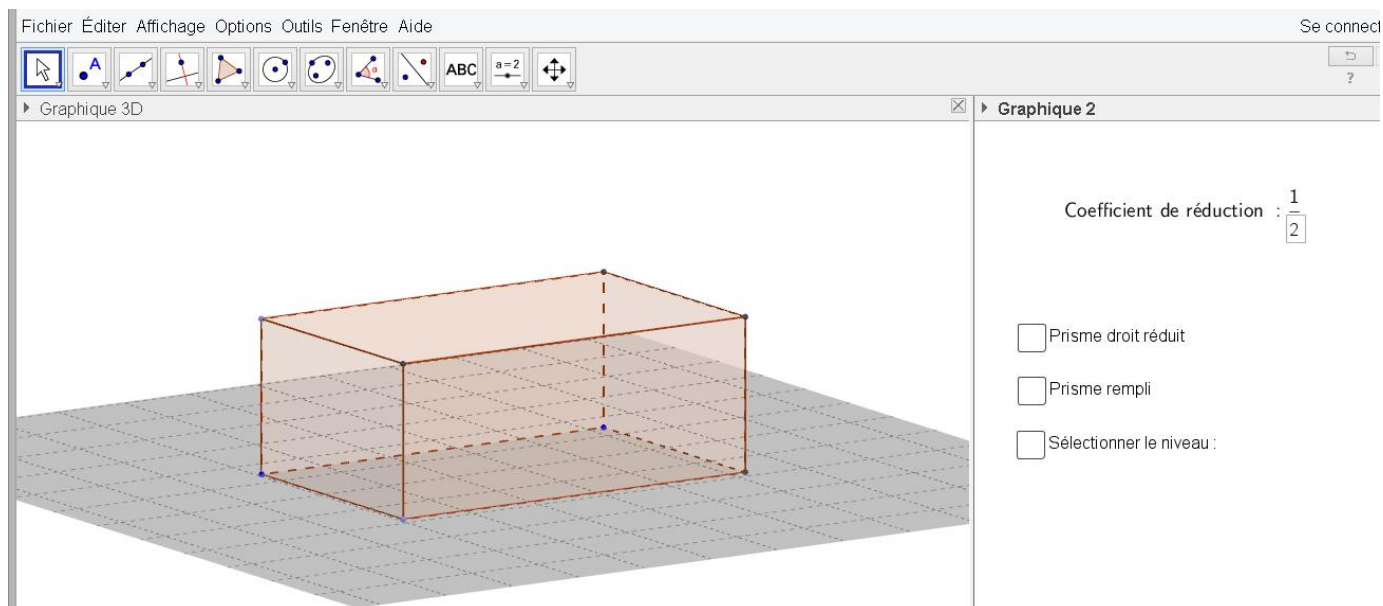 Fichier Éditer Affichage Options Outils Fenêtre Aide
Se connect
A
α
ABC
a=2
?
Graphique 3D
Graphique 2
Coefficient de réduction : 1
2
Prisme droit réduit
Prisme rempli
Sélectionner le niveau :